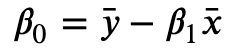 β₀ = ȳ − β₁x̄